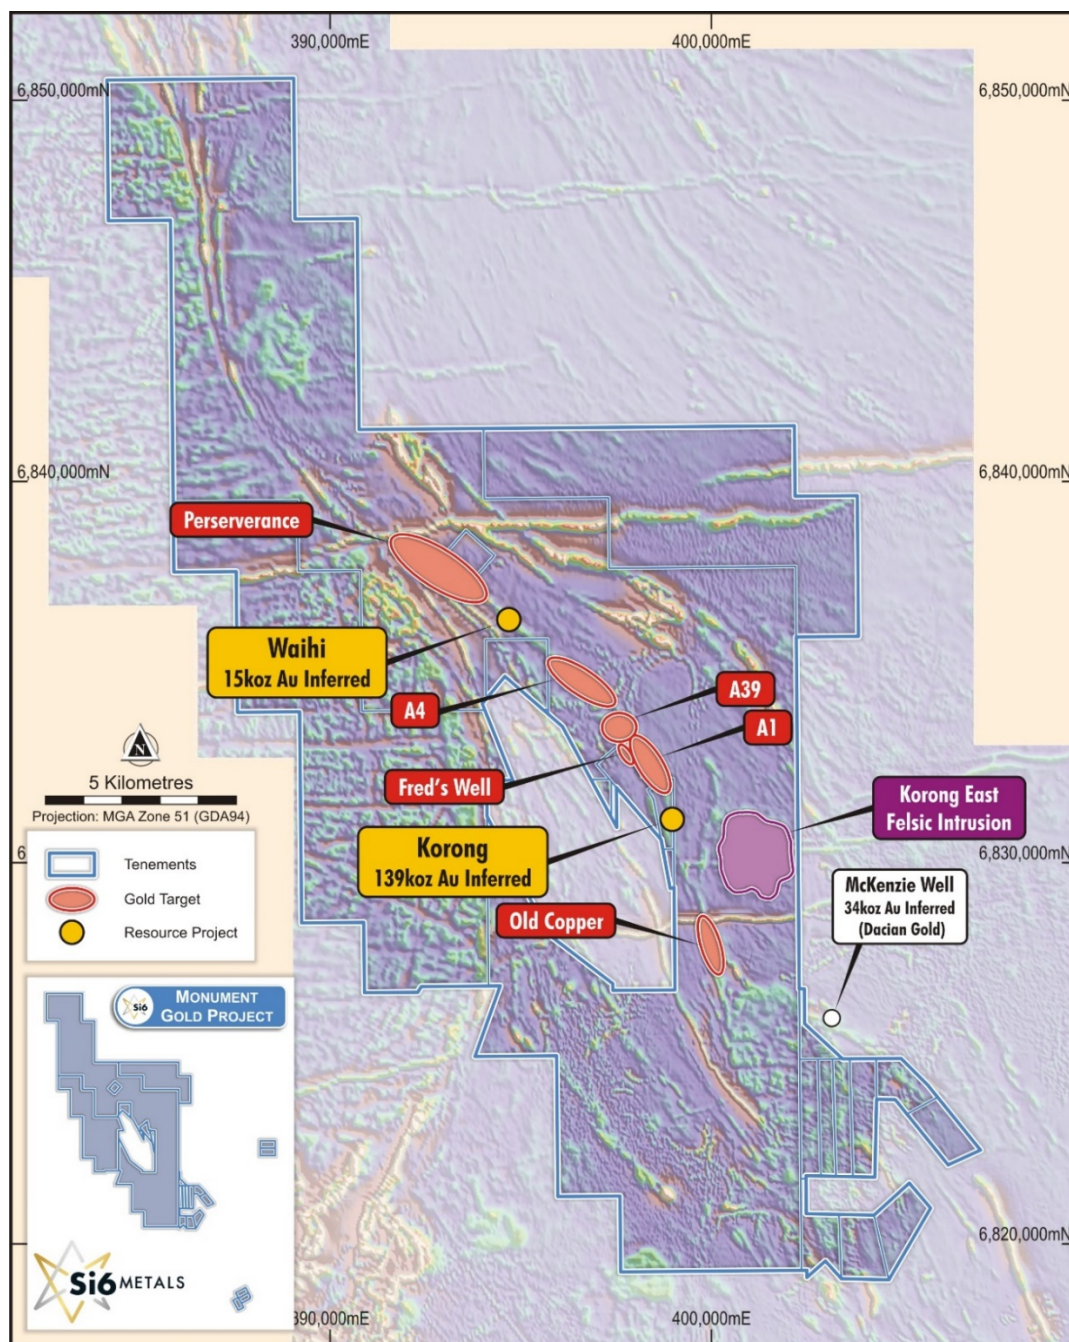 390,000mE
400,000mE
6,850,000mN
6,850,000mN
6,840,000mN
6,840,000mN
Perserverance
Waihi
15koz Au Inferred
A4
A39
A1
Fred's Well
N
5 Kilometres
Projection: MGA Zone 51 (GDA94)
Korong East
Felsic Intrusion
Korong
139koz Au Inferred
6,830,000mN
McKenzie Well
34koz Au Inferred
(Dacian Gold)
Old Copper
Tenements
Gold Target
Resource Project
Si6
MONUMENT
GOLD PROJECT
6,820,000mN
Si6 METALS
390,000mE
400,000mE